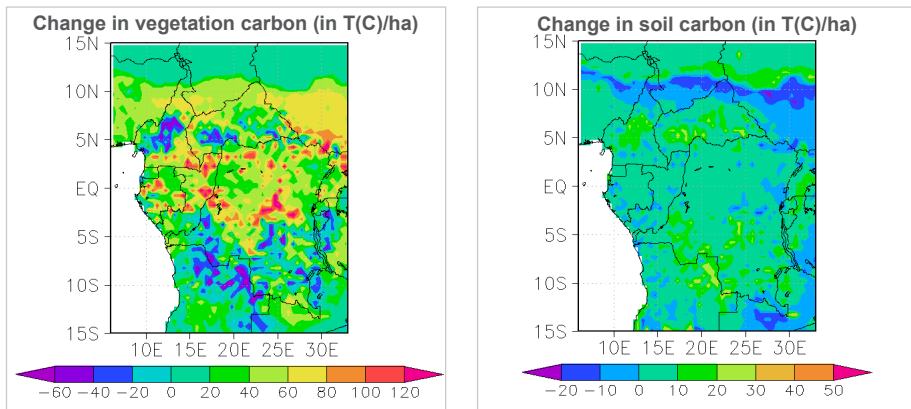 Change in vegetation carbon (in T(C)/ha)
15N
10N
5N
EQ
5S
10S
15S
10E 15E 20E 25E 30E
−60 −40 −20 0 20 40 60 80 100 120
Change in soil carbon (in T(C)/ha)
15N
10N
5N
EQ
5S
10S
15S
10E 15E 20E 25E 30E
−20 −10 0 10 20 30 40 50